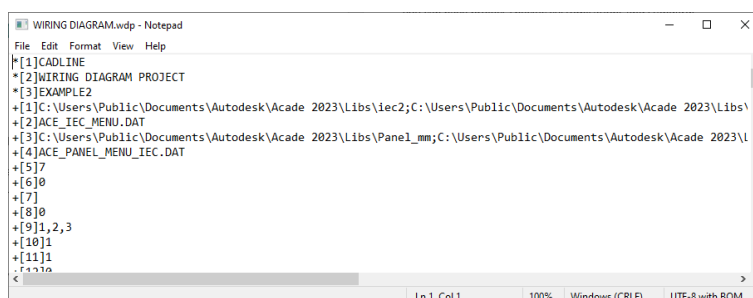 WIRING DIAGRAM.wdp - Notepad
File Edit Format View Help
*[1]CADLINE
*[2]WIRING DIAGRAM PROJECT
*[3]EXAMPLE2
+[1]C:\Users\Public\Documents\Autodesk\Acade 2023\Libs\iec2;C:\Users\Public\Documents\Autodesk\Acade 2023\Libs\
+[2]ACE_IEC_MENU.DAT
+[3]C:\Users\Public\Documents\Autodesk\Acade 2023\Libs\Panel_mm;C:\Users\Public\Documents\Autodesk\Acade 2023\L
+[4]ACE_PANEL_MENU_IEC.DAT
+[5]7
+[6]0
+[7]
+[8]0
+[9]1,2,3
+[10]1
+[11]1
+[12]0
Ln 1, Col 1 100% Windows (CRLF) UTF-8 with BOM